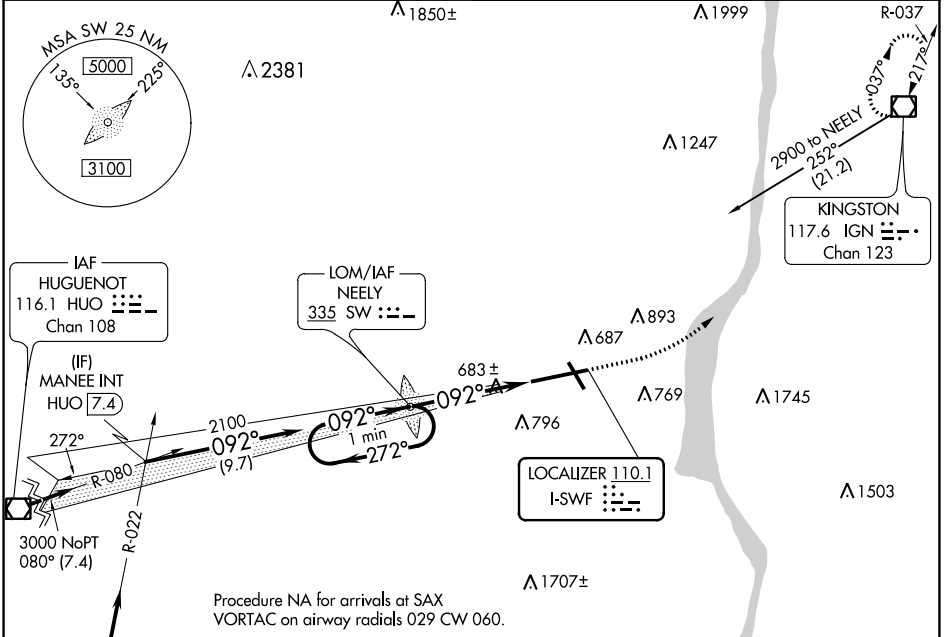 1850±
1999
R-037
MSA SW 25 NM
135°
5000
225°
3100
2381
037°
217°
1247
2900 to NEELY
252°
(21.2)
KINGSTON
117.6 IGN
Chan 123
IAF
HUGUENOT
116.1 HUO
Chan 108
LOM/IAF
NEELY
335 SW
(IF)
MANEE INT
HUO 7.4
893
687
683±
769
1745
796
2100
092°
092°
092°
1 min
272°
272°
(9.7)
R-080
LOCALIZER 110.1
I-SWF
1503
3000 NoPT
080° (7.4)
R-022
1707±
Procedure NA for arrivals at SAX
VORTAC on airway radials 029 CW 060.